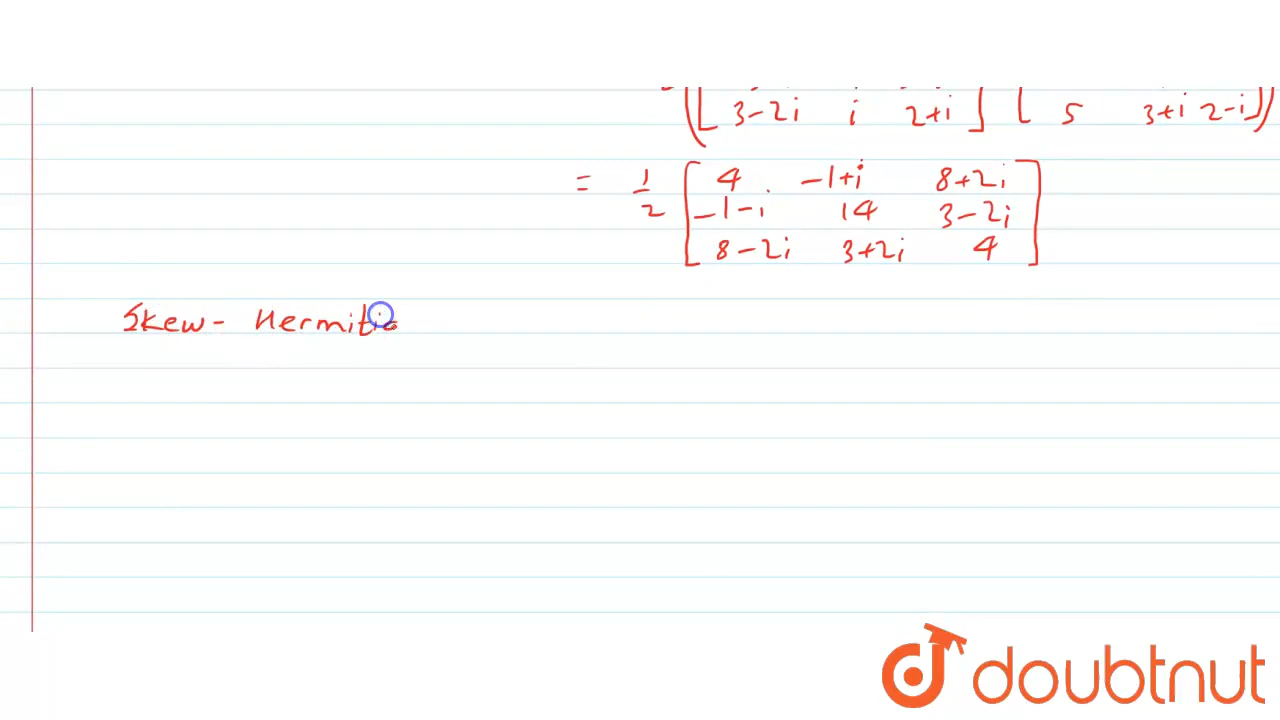 3-2i i 2+i] [ 5 3+i 2-i])
= 1/2 [ 4 -1+i 8+2i
-1-i 14 3-2i
8-2i 3+2i 4 ]
Skew- Hermitic
doubtnut